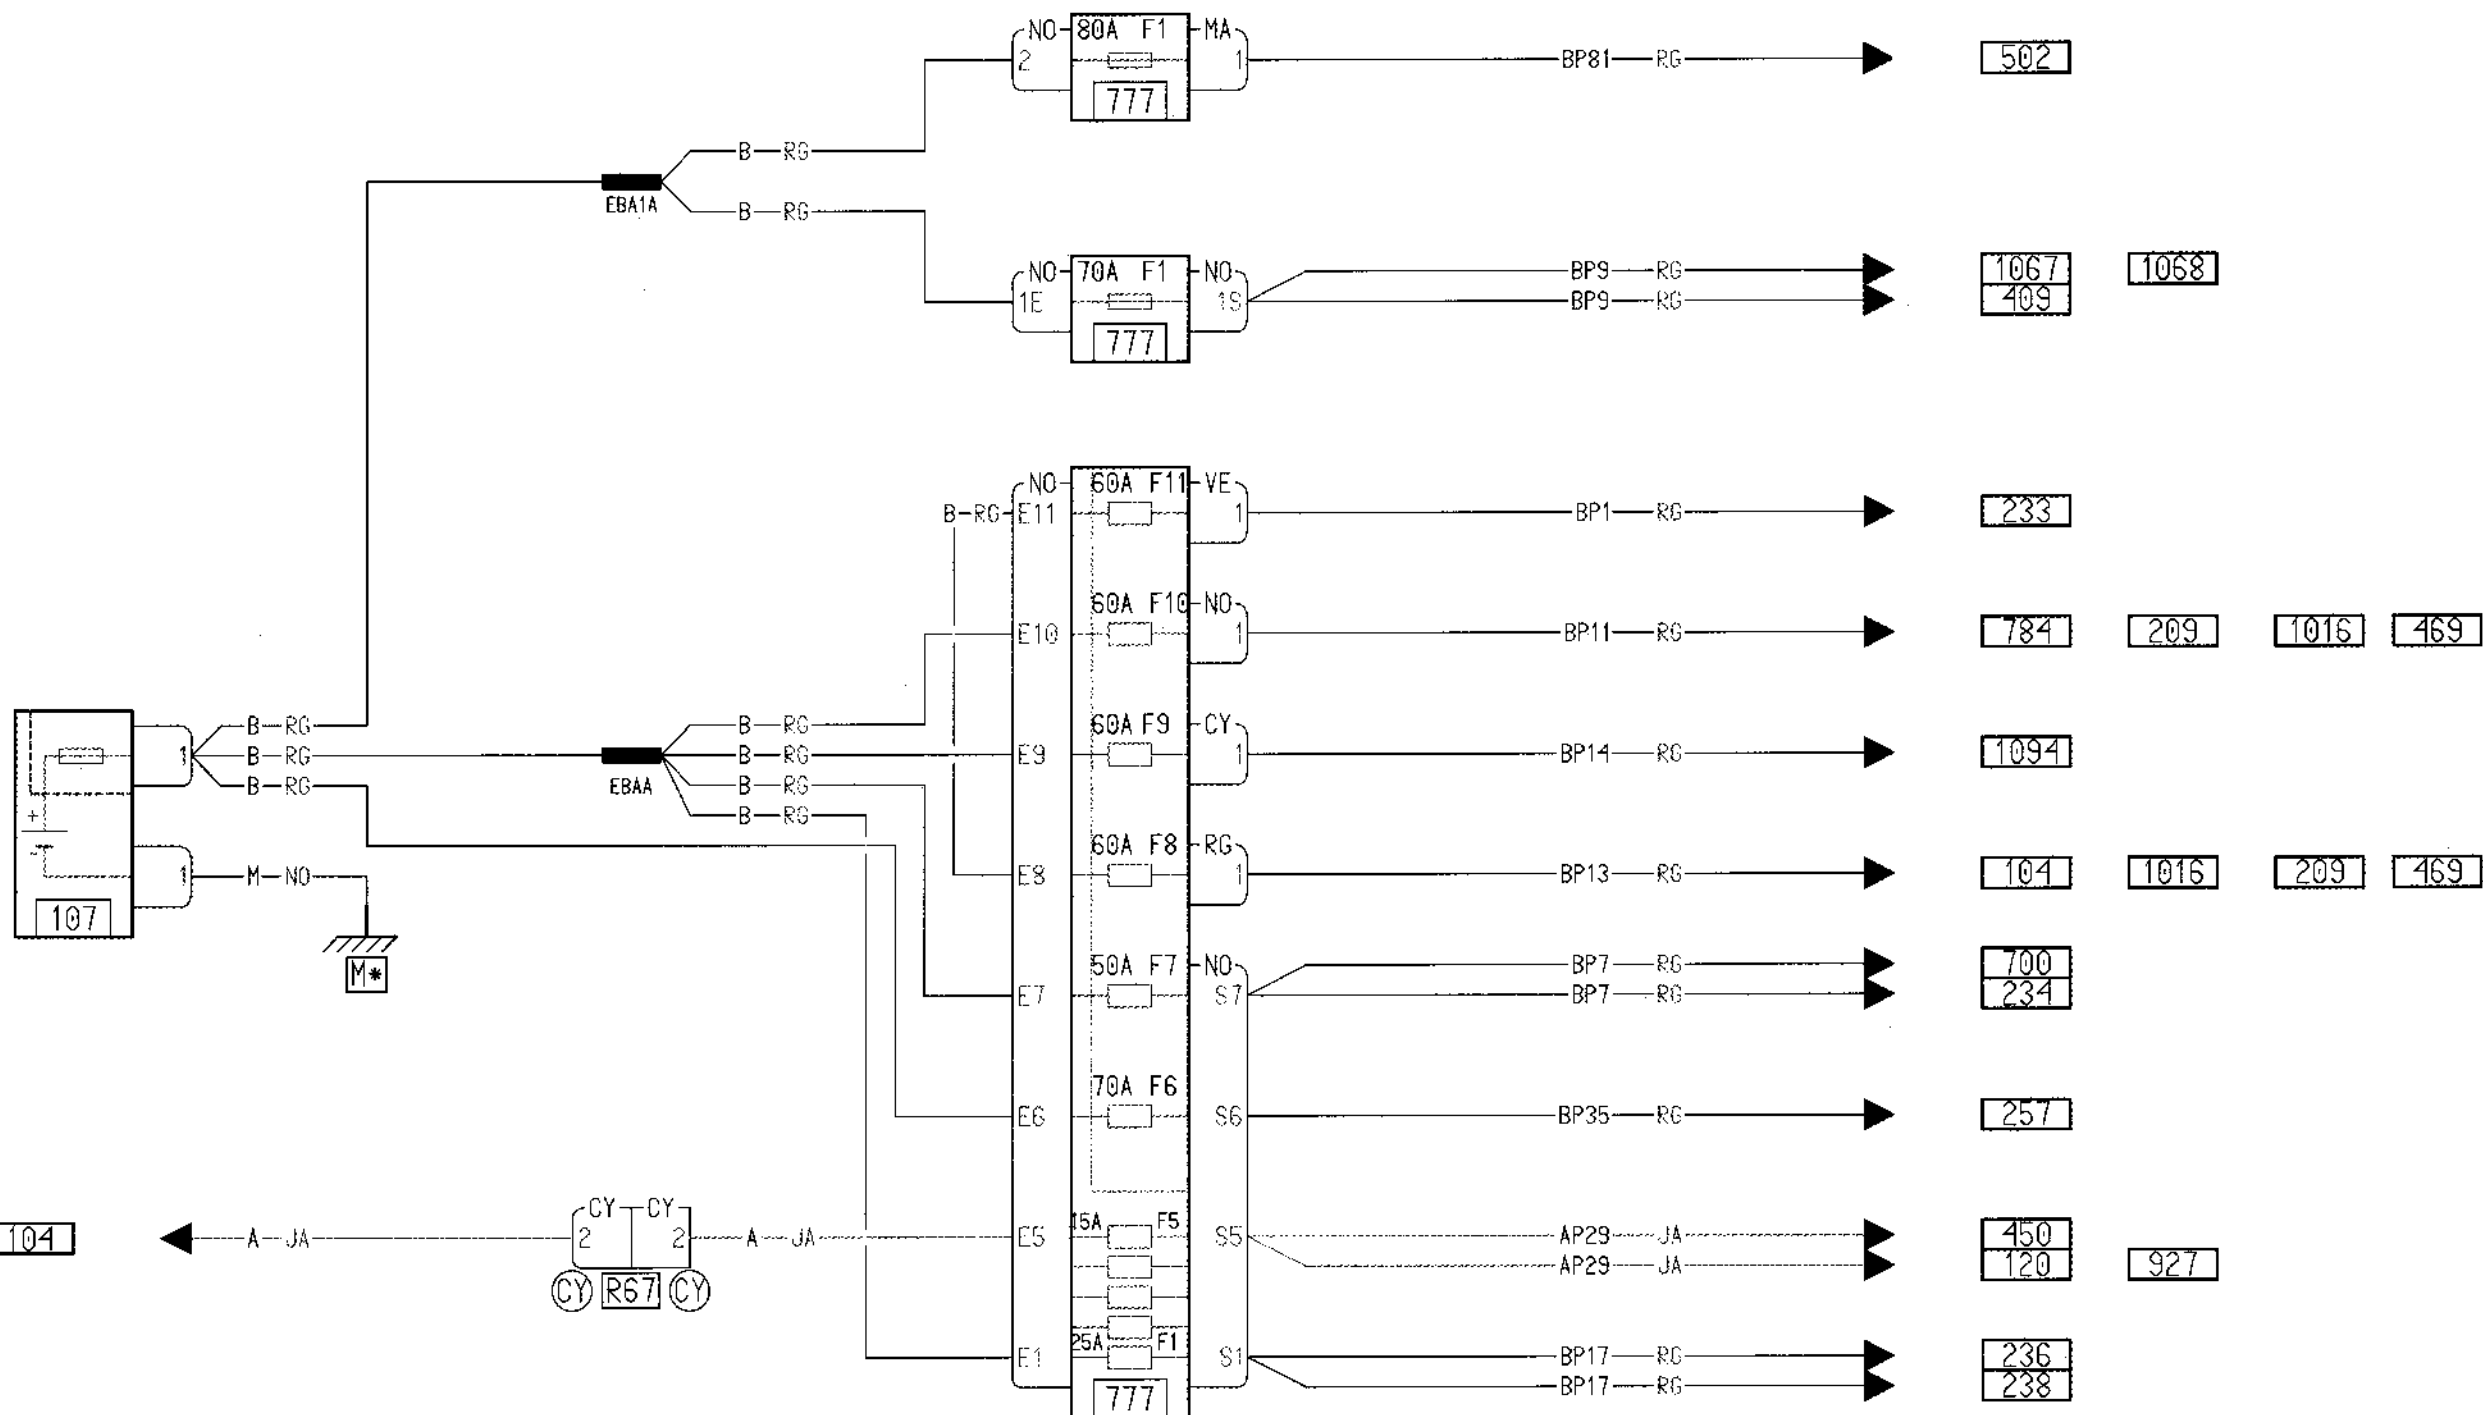 NO 80A F1 MA
2 1 BP81 RG 502
777
B RG
EBA1A
B RG
NO 70A F1 NO BP9 RG 1067 1068
1E 1S BP9 RG 409
777
NO 60A F11 VE
B RG E11 1 BP1 RG 233
60A F10 NO
E10 1 BP11 RG 784 209 1016 469
B RG B RG 60A F9 CY
1 B RG B RG E9 1 BP14 RG 1094
B RG EBAA B RG
+ B RG
- 60A F8 RG
1 M NO E8 1 BP13 RG 104 1016 209 469
107
M* 50A F7 NO BP7 RG 700
E7 S7 BP7 RG 234
70A F6
E6 S6 BP35 RG 257
CY CY 15A F5
104 A JA 2 2 A JA E5 S5 AP29 JA 450
AP29 JA 120 927
CY R67 CY
25A F1
E1 S1 BP17 RG 236
BP17 RG 238
777